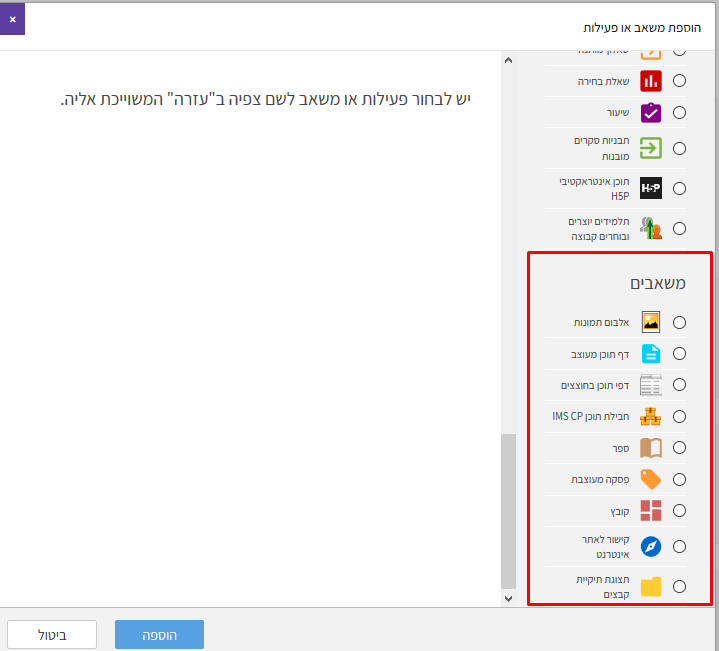 הוספת משאב או פעילות
×
יש לבחור פעילות או משאב לשם צפיה ב"עזרה" המשוייכת אליה.
שאלת בחירה
שיעור
תבניות סקרים
מובנות
תוכן אינטראקטיבי
H5P
H-P
תלמידים יוצרים
ובוחרים קבוצה
משאבים
אלבום תמונות
דף תוכן מעוצב
דפי תוכן בחוצצים
חבילת תוכן IMS CP
ספר
פסקה מעוצבת
קובץ
קישור לאתר
אינטרנט
תצוגת תיקיית
קבצים
הוספה
ביטול